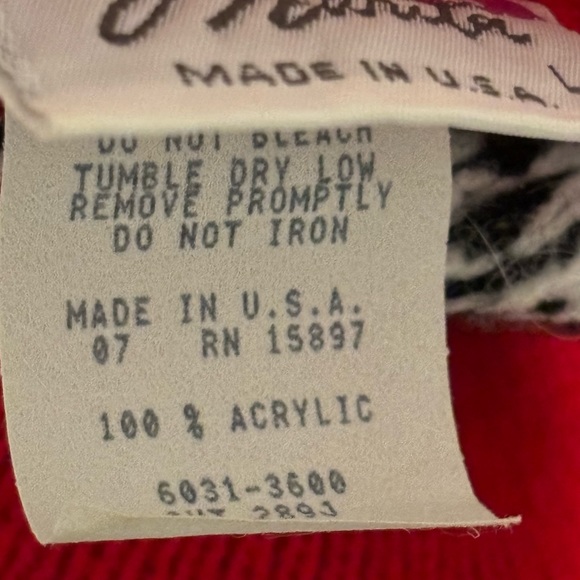 MADE IN U.S.A. L
DO NOT BLEACH
TUMBLE DRY LOW
REMOVE PROMPTLY
DO NOT IRON
MADE IN U.S.A.
07 RN 15897
100 % ACRYLIC
6031-3600